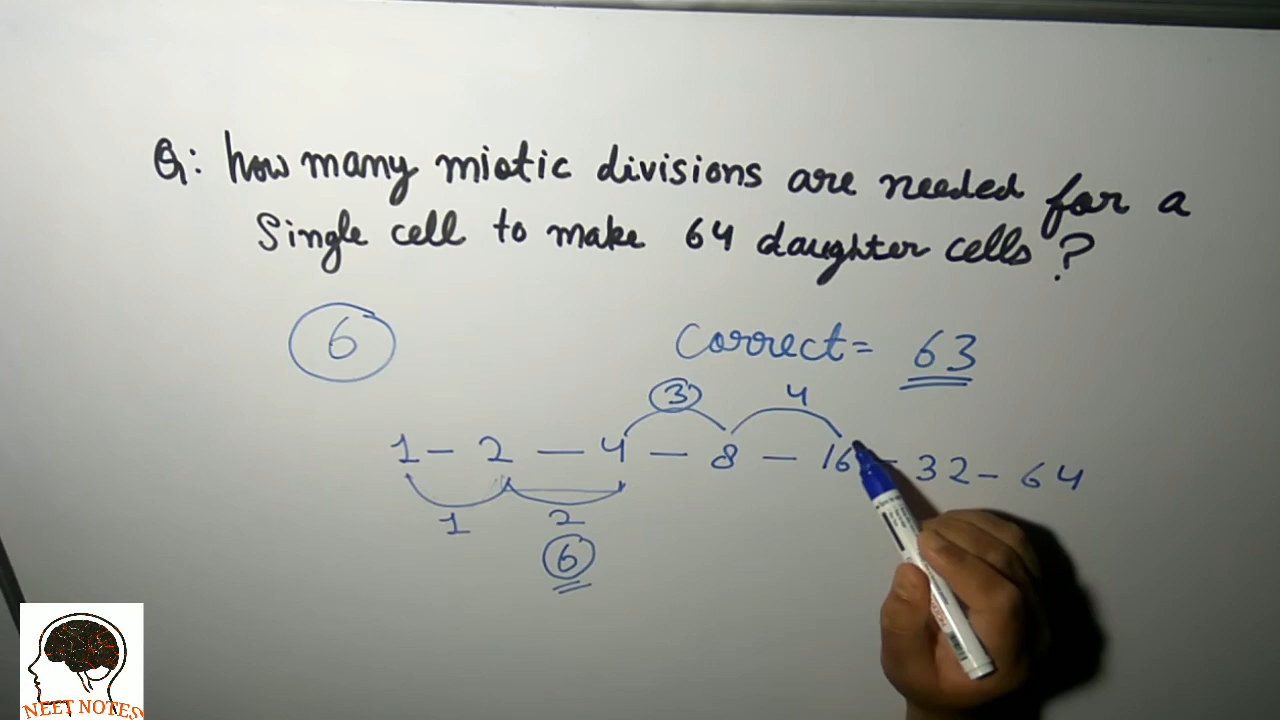 Q: how many miotic divisions are needed for a
Single cell to make 64 daughter cells ?
6
Correct = 63
3 4
1 - 2 - 4 - 8 - 16 - 32 - 64
1 2
6
NEET NOTES